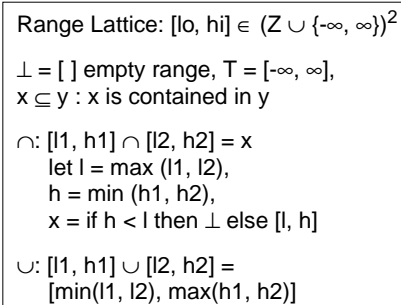 Range Lattice: [lo, hi] ∈ (Z ∪ {-∞, ∞})²
⊥ = [ ] empty range, T = [-∞, ∞],
x ⊆ y : x is contained in y
∩: [l1, h1] ∩ [l2, h2] = x
let l = max (l1, l2),
h = min (h1, h2),
x = if h < l then ⊥ else [l, h]
∪: [l1, h1] ∪ [l2, h2] =
[min(l1, l2), max(h1, h2)]